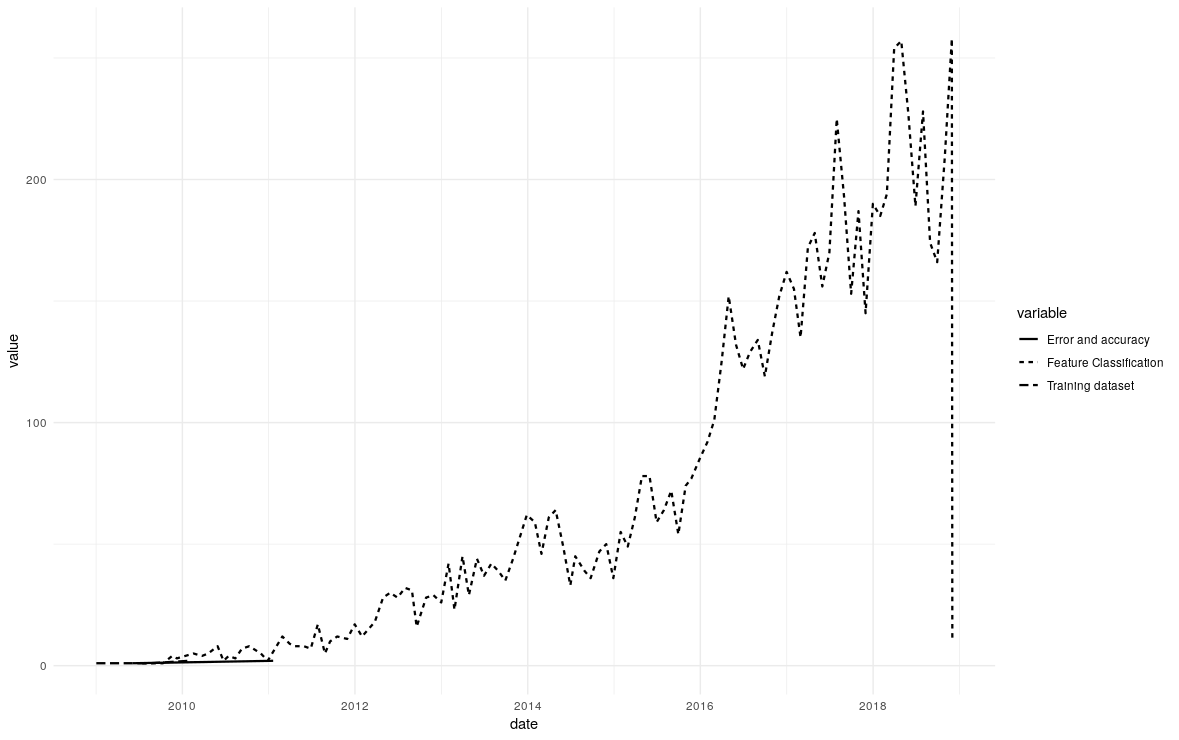 value
200
100
0
2010
2012
2014
2016
2018
date
variable
Error and accuracy
Feature Classification
Training dataset